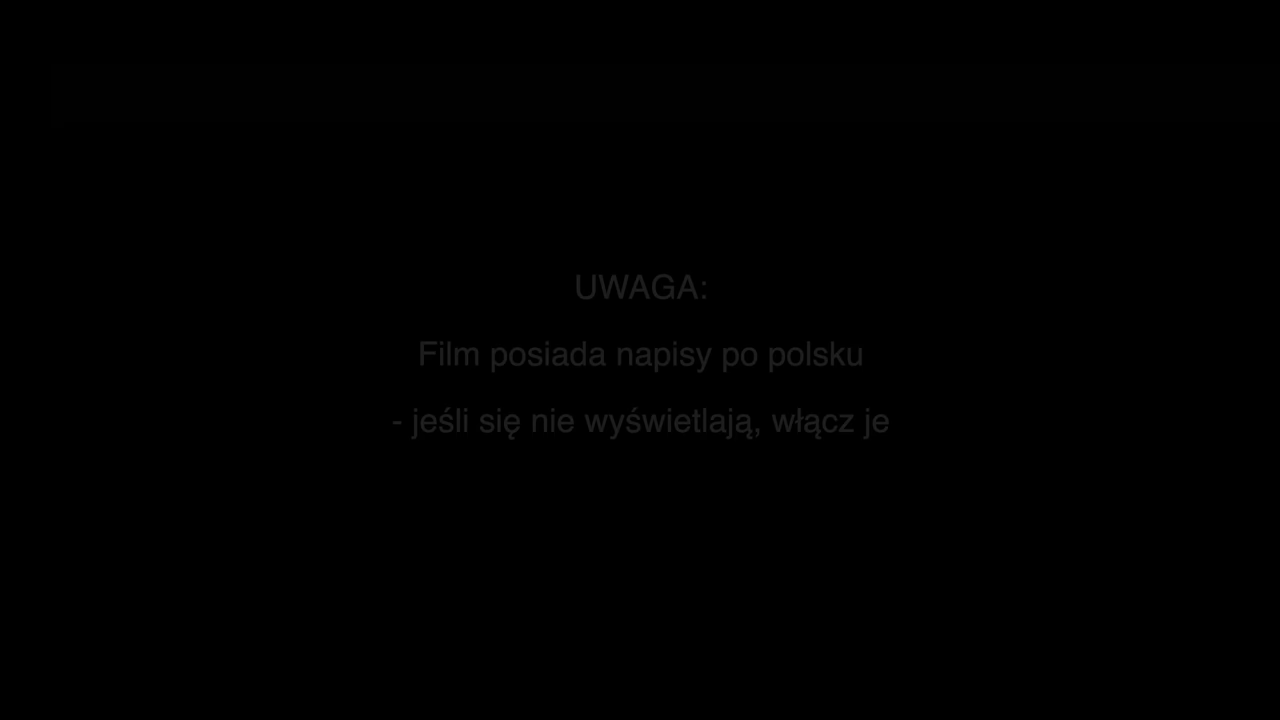 UWAGA:
Film posiada napisy po polsku
- jeśli się nie wyświetlają, włącz je